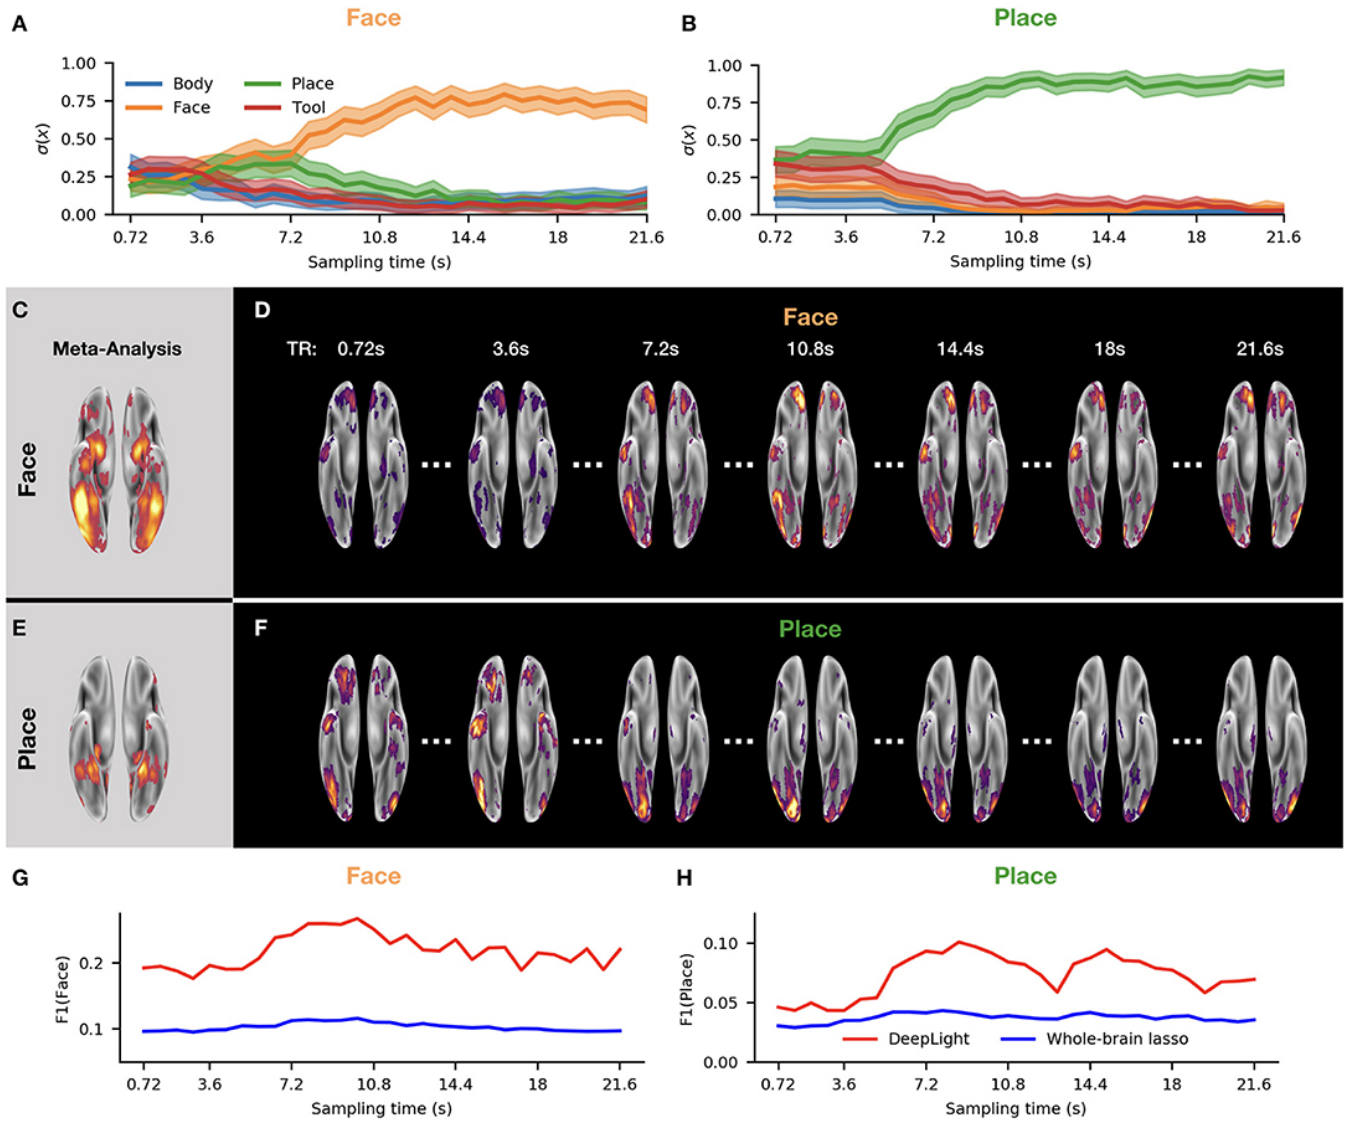 A
Face
B
Place
σ(x)
1.00
0.75
0.50
0.25
0.00
Body
Face
Place
Tool
0.72 3.6 7.2 10.8 14.4 18 21.6
Sampling time (s)
σ(x)
1.00
0.75
0.50
0.25
0.00
0.72 3.6 7.2 10.8 14.4 18 21.6
Sampling time (s)
C
Meta-Analysis
Face
D
Face
TR: 0.72s 3.6s 7.2s 10.8s 14.4s 18s 21.6s
E
Place
F
Place
G
Face
F1(Face)
0.2
0.1
0.72 3.6 7.2 10.8 14.4 18 21.6
Sampling time (s)
H
Place
F1(Place)
0.10
0.05
0.00
DeepLight Whole-brain lasso
0.72 3.6 7.2 10.8 14.4 18 21.6
Sampling time (s)